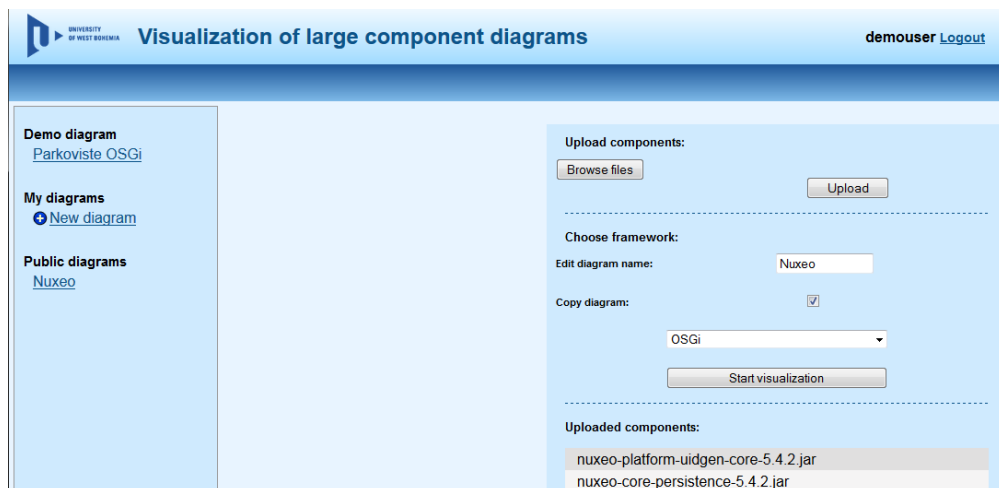 UNIVERSITY
OF WEST BOHEMIA
Visualization of large component diagrams
demouser Logout
Demo diagram
Parkoviste OSGi
My diagrams
New diagram
Public diagrams
Nuxeo
Upload components:
Browse files
Upload
Choose framework:
Edit diagram name: Nuxeo
Copy diagram:
OSGi
Start visualization
Uploaded components:
nuxeo-platform-uidgen-core-5.4.2.jar
nuxeo-core-persistence-5.4.2.jar